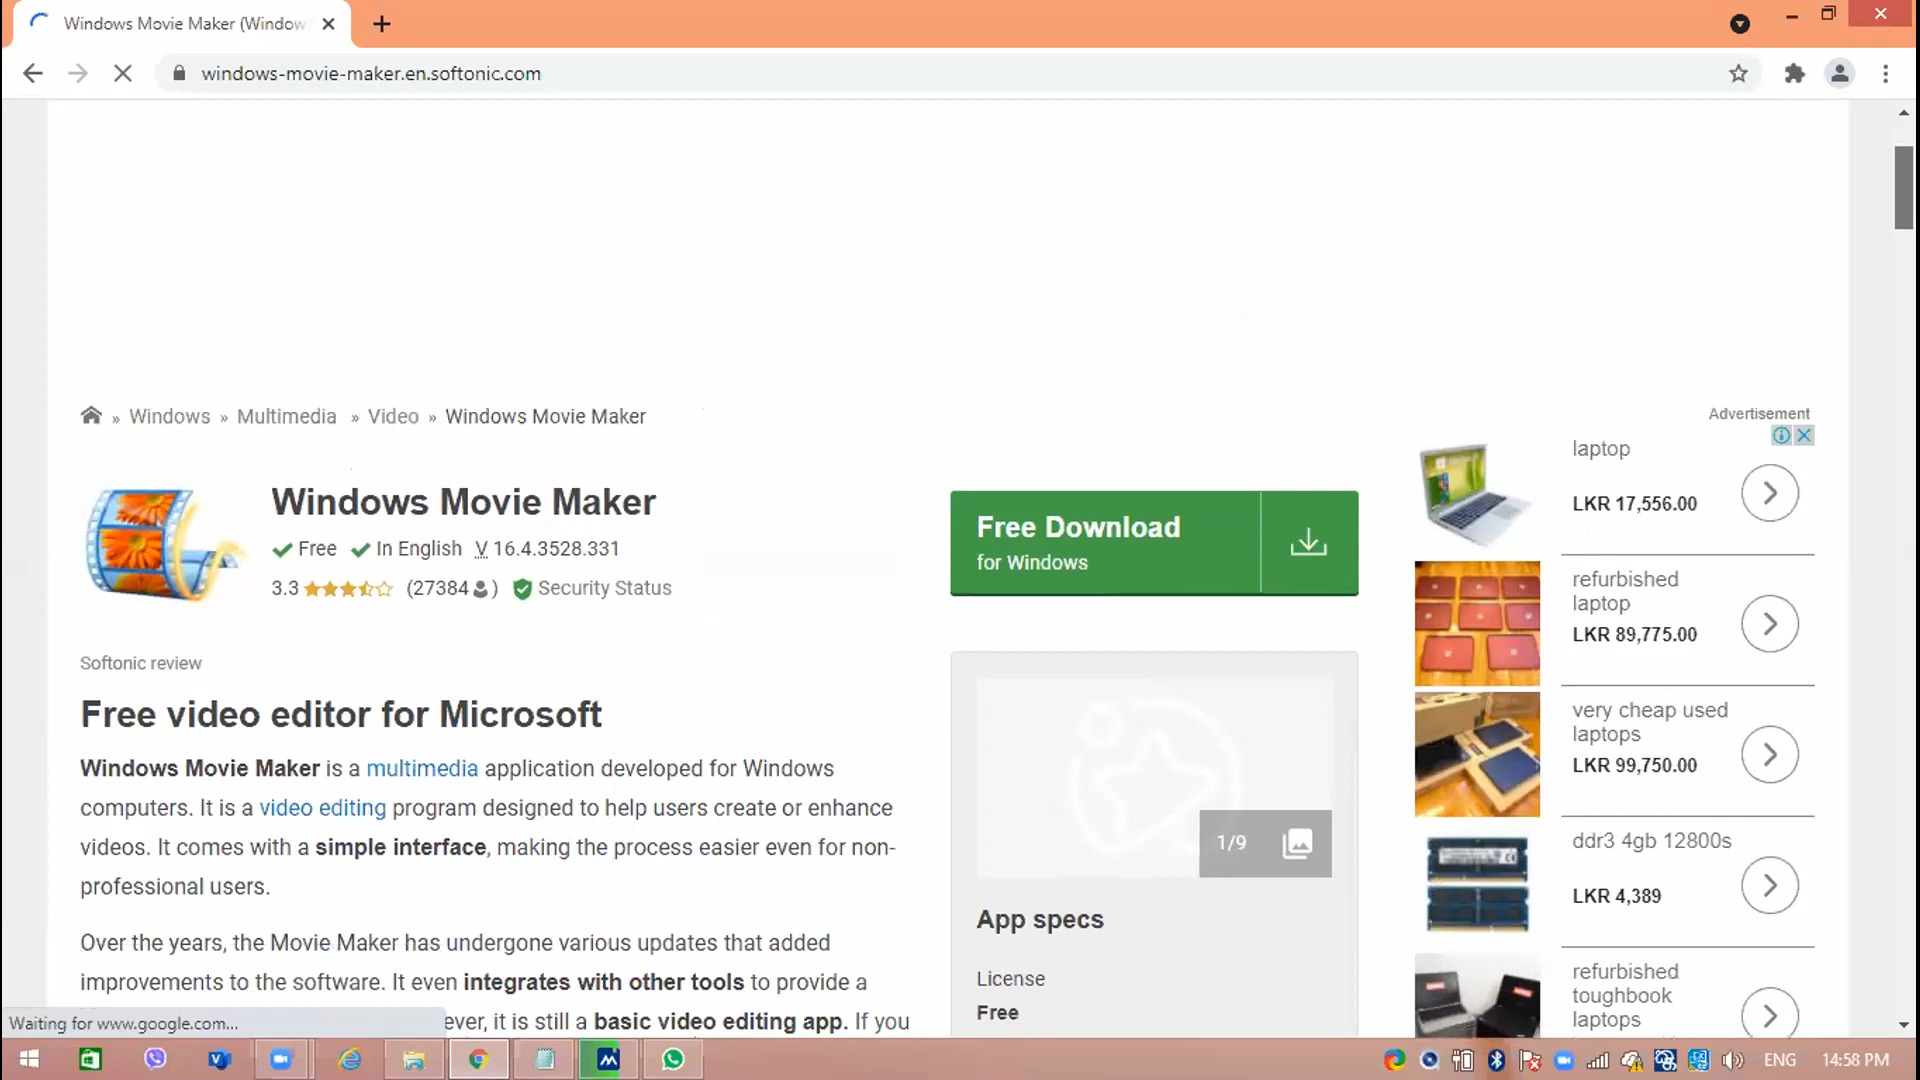 Windows Movie Maker (Window
windows-movie-maker.en.softonic.com
» Windows » Multimedia » Video » Windows Movie Maker
Windows Movie Maker
Free In English V 16.4.3528.331
3.3 (27384 ) Security Status
Free Download
for Windows
Softonic review
Free video editor for Microsoft
Windows Movie Maker is a multimedia application developed for Windows
computers. It is a video editing program designed to help users create or enhance
videos. It comes with a simple interface, making the process easier even for non-
professional users.
Over the years, the Movie Maker has undergone various updates that added
improvements to the software. It even integrates with other tools to provide a
ever, it is still a basic video editing app. If you
1/9
App specs
License
Free
Advertisement
laptop
LKR 17,556.00
refurbished
laptop
LKR 89,775.00
very cheap used
laptops
LKR 99,750.00
ddr3 4gb 12800s
LKR 4,389
refurbished
toughbook
laptops
Waiting for www.google.com...
ENG 14:58 PM